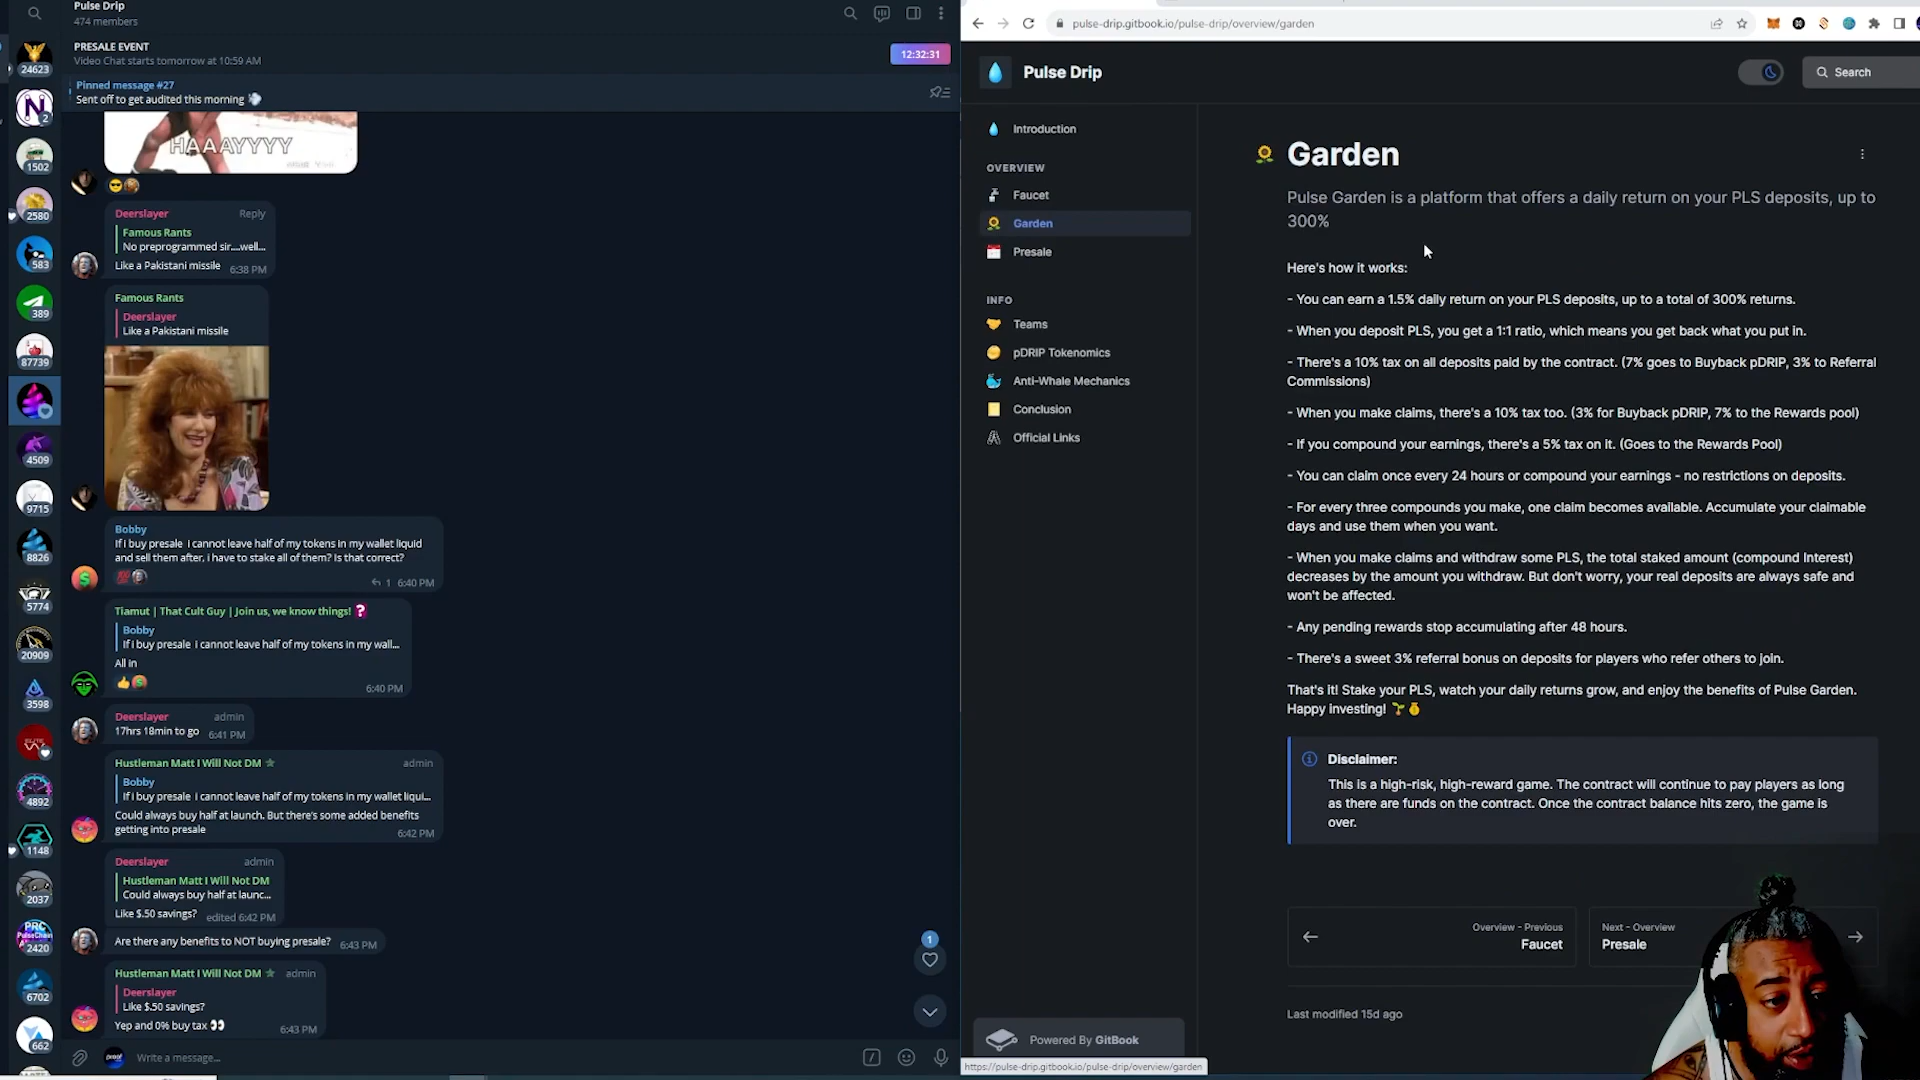 Pulse Drip
474 members
PRESALE EVENT
Video Chat starts tomorrow at 10:59 AM
12:32:31
Pinned message #27
Sent off to get audited this morning
24623
2
1502
2580
583
389
87739
4509
9715
8826
5774
20909
3598
4892
1148
2037
PRC
PulseChain
2420
6702
662
HAAAYYYY
Deerslayer Reply
Famous Rants
No preprogrammed sir....well...
Like a Pakistani missile 6:38 PM
Famous Rants
Deerslayer
Like a Pakistani missile
Bobby
If i buy presale i cannot leave half of my tokens in my wallet liquid
and sell them after, i have to stake all of them? Is that correct?
1 6:40 PM
Tiamut | That Cult Guy | Join us, we know things!
Bobby
If i buy presale i cannot leave half of my tokens in my wall...
All in
6:40 PM
Deerslayer admin
17hrs 18min to go 6:41 PM
Hustleman Matt I Will Not DM admin
Bobby
If i buy presale i cannot leave half of my tokens in my wallet liqui...
Could always buy half at launch. But there's some added benefits
getting into presale 6:42 PM
Deerslayer admin
Hustleman Matt I Will Not DM
Could always buy half at launc...
Like $.50 savings? edited 6:42 PM
Are there any benefits to NOT buying presale? 6:43 PM
Hustleman Matt I Will Not DM admin
Deerslayer
Like $.50 savings?
Yep and 0% buy tax 6:43 PM
1
Write a message...
pulse-drip.gitbook.io/pulse-drip/overview/garden
Pulse Drip
Search
Introduction
OVERVIEW
Faucet
Garden
Presale
INFO
Teams
pDRIP Tokenomics
Anti-Whale Mechanics
Conclusion
Official Links
Powered By GitBook
https://pulse-drip.gitbook.io/pulse-drip/overview/garden
Garden
Pulse Garden is a platform that offers a daily return on your PLS deposits, up to
300%
Here's how it works:
- You can earn a 1.5% daily return on your PLS deposits, up to a total of 300% returns.
- When you deposit PLS, you get a 1:1 ratio, which means you get back what you put in.
- There's a 10% tax on all deposits paid by the contract. (7% goes to Buyback pDRIP, 3% to Referral
Commissions)
- When you make claims, there's a 10% tax too. (3% for Buyback pDRIP, 7% to the Rewards pool)
- If you compound your earnings, there's a 5% tax on it. (Goes to the Rewards Pool)
- You can claim once every 24 hours or compound your earnings - no restrictions on deposits.
- For every three compounds you make, one claim becomes available. Accumulate your claimable
days and use them when you want.
- When you make claims and withdraw some PLS, the total staked amount (compound Interest)
decreases by the amount you withdraw. But don't worry, your real deposits are always safe and
won't be affected.
- Any pending rewards stop accumulating after 48 hours.
- There's a sweet 3% referral bonus on deposits for players who refer others to join.
That's it! Stake your PLS, watch your daily returns grow, and enjoy the benefits of Pulse Garden.
Happy investing!
Disclaimer:
This is a high-risk, high-reward game. The contract will continue to pay players as long
as there are funds on the contract. Once the contract balance hits zero, the game is
over.
Overview - Previous
Faucet
Next - Overview
Presale
Last modified 15d ago